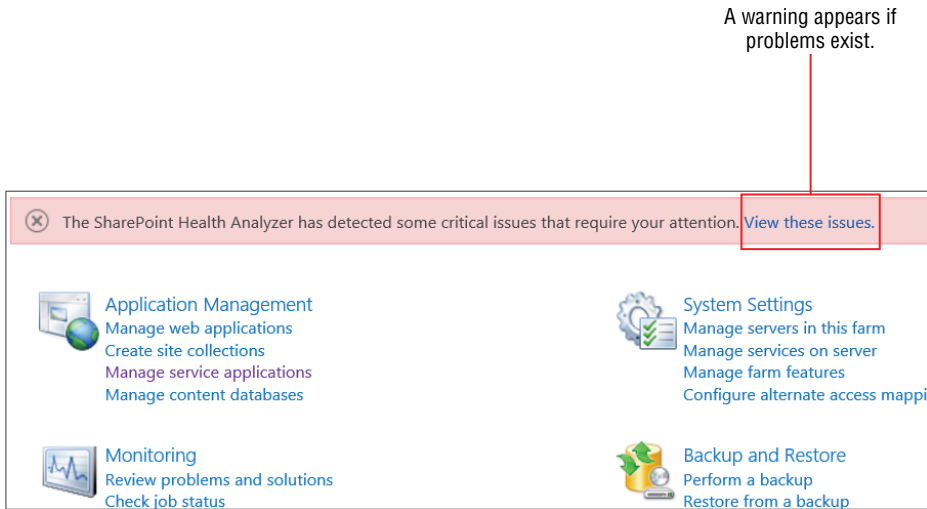 A warning appears if
problems exist.
The SharePoint Health Analyzer has detected some critical issues that require your attention. View these issues.
Application Management
Manage web applications
Create site collections
Manage service applications
Manage content databases
System Settings
Manage servers in this farm
Manage services on server
Manage farm features
Configure alternate access mappi
Monitoring
Review problems and solutions
Check job status
Backup and Restore
Perform a backup
Restore from a backup